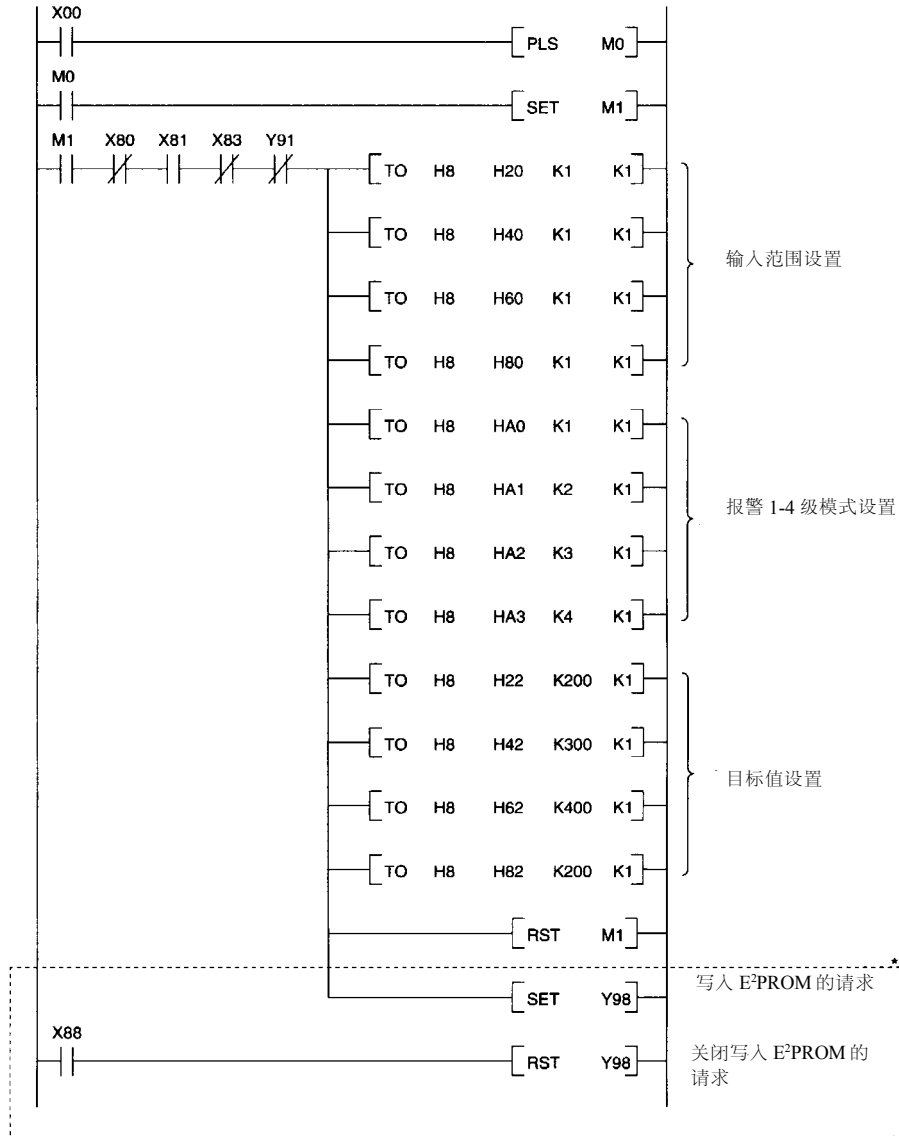 X00
PLS M0
M0
SET M1
M1 X80 X81 X83 Y91
TO H8 H20 K1 K1
TO H8 H40 K1 K1
输入范围设置
TO H8 H60 K1 K1
TO H8 H80 K1 K1
TO H8 HA0 K1 K1
TO H8 HA1 K2 K1
报警 1-4 级模式设置
TO H8 HA2 K3 K1
TO H8 HA3 K4 K1
TO H8 H22 K200 K1
TO H8 H42 K300 K1
目标值设置
TO H8 H62 K400 K1
TO H8 H82 K200 K1
RST M1
*
写入 E²PROM 的请求
SET Y98
X88
RST Y98
关闭写入 E²PROM 的
请求